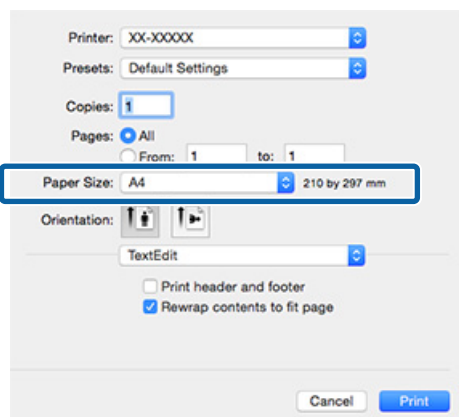 Printer: XX-XXXXX
Presets: Default Settings
Copies: 1
Pages: All
From: 1 to: 1
Paper Size: A4 210 by 297 mm
Orientation:
TextEdit
Print header and footer
Rewrap contents to fit page
Cancel Print